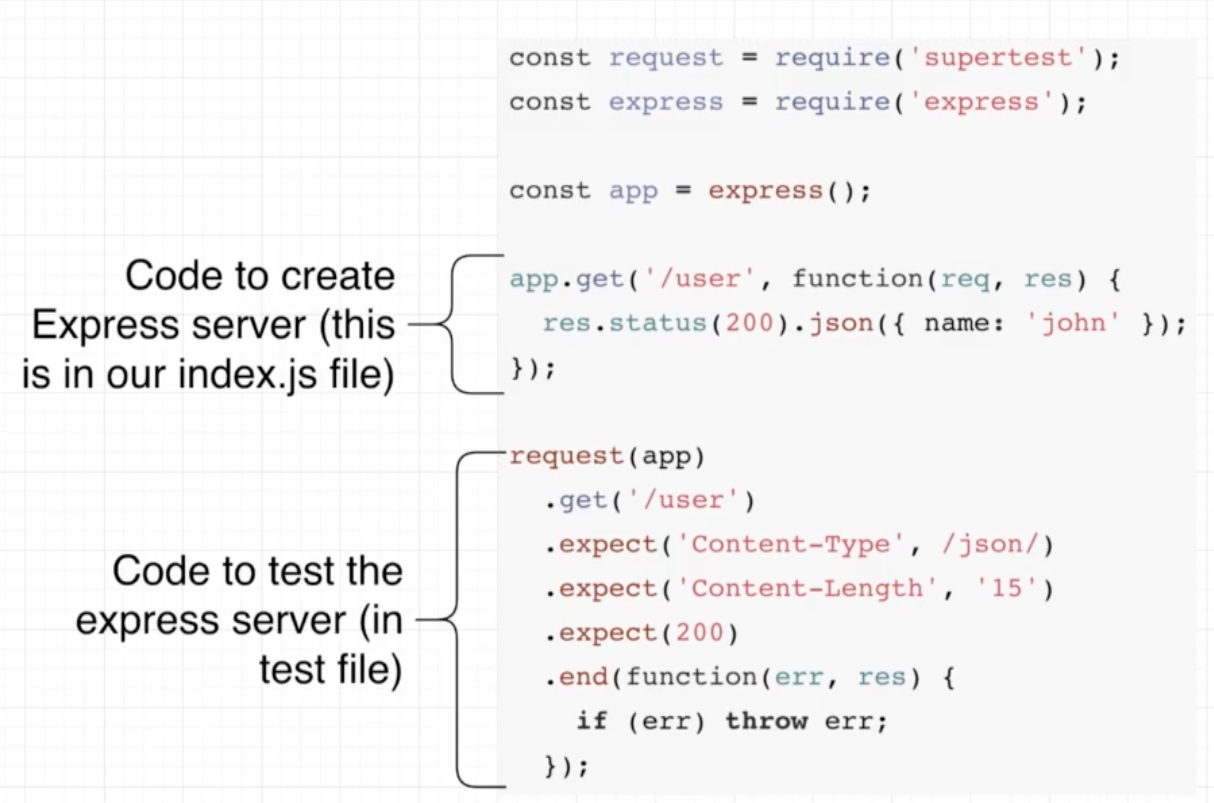 const request = require('supertest');
const express = require('express');
const app = express();
Code to create
Express server (this
is in our index.js file)
app.get('/user', function(req, res) {
  res.status(200).json({ name: 'john' });
});
Code to test the
express server (in
test file)
request(app)
  .get('/user')
  .expect('Content-Type', /json/)
  .expect('Content-Length', '15')
  .expect(200)
  .end(function(err, res) {
    if (err) throw err;
  });